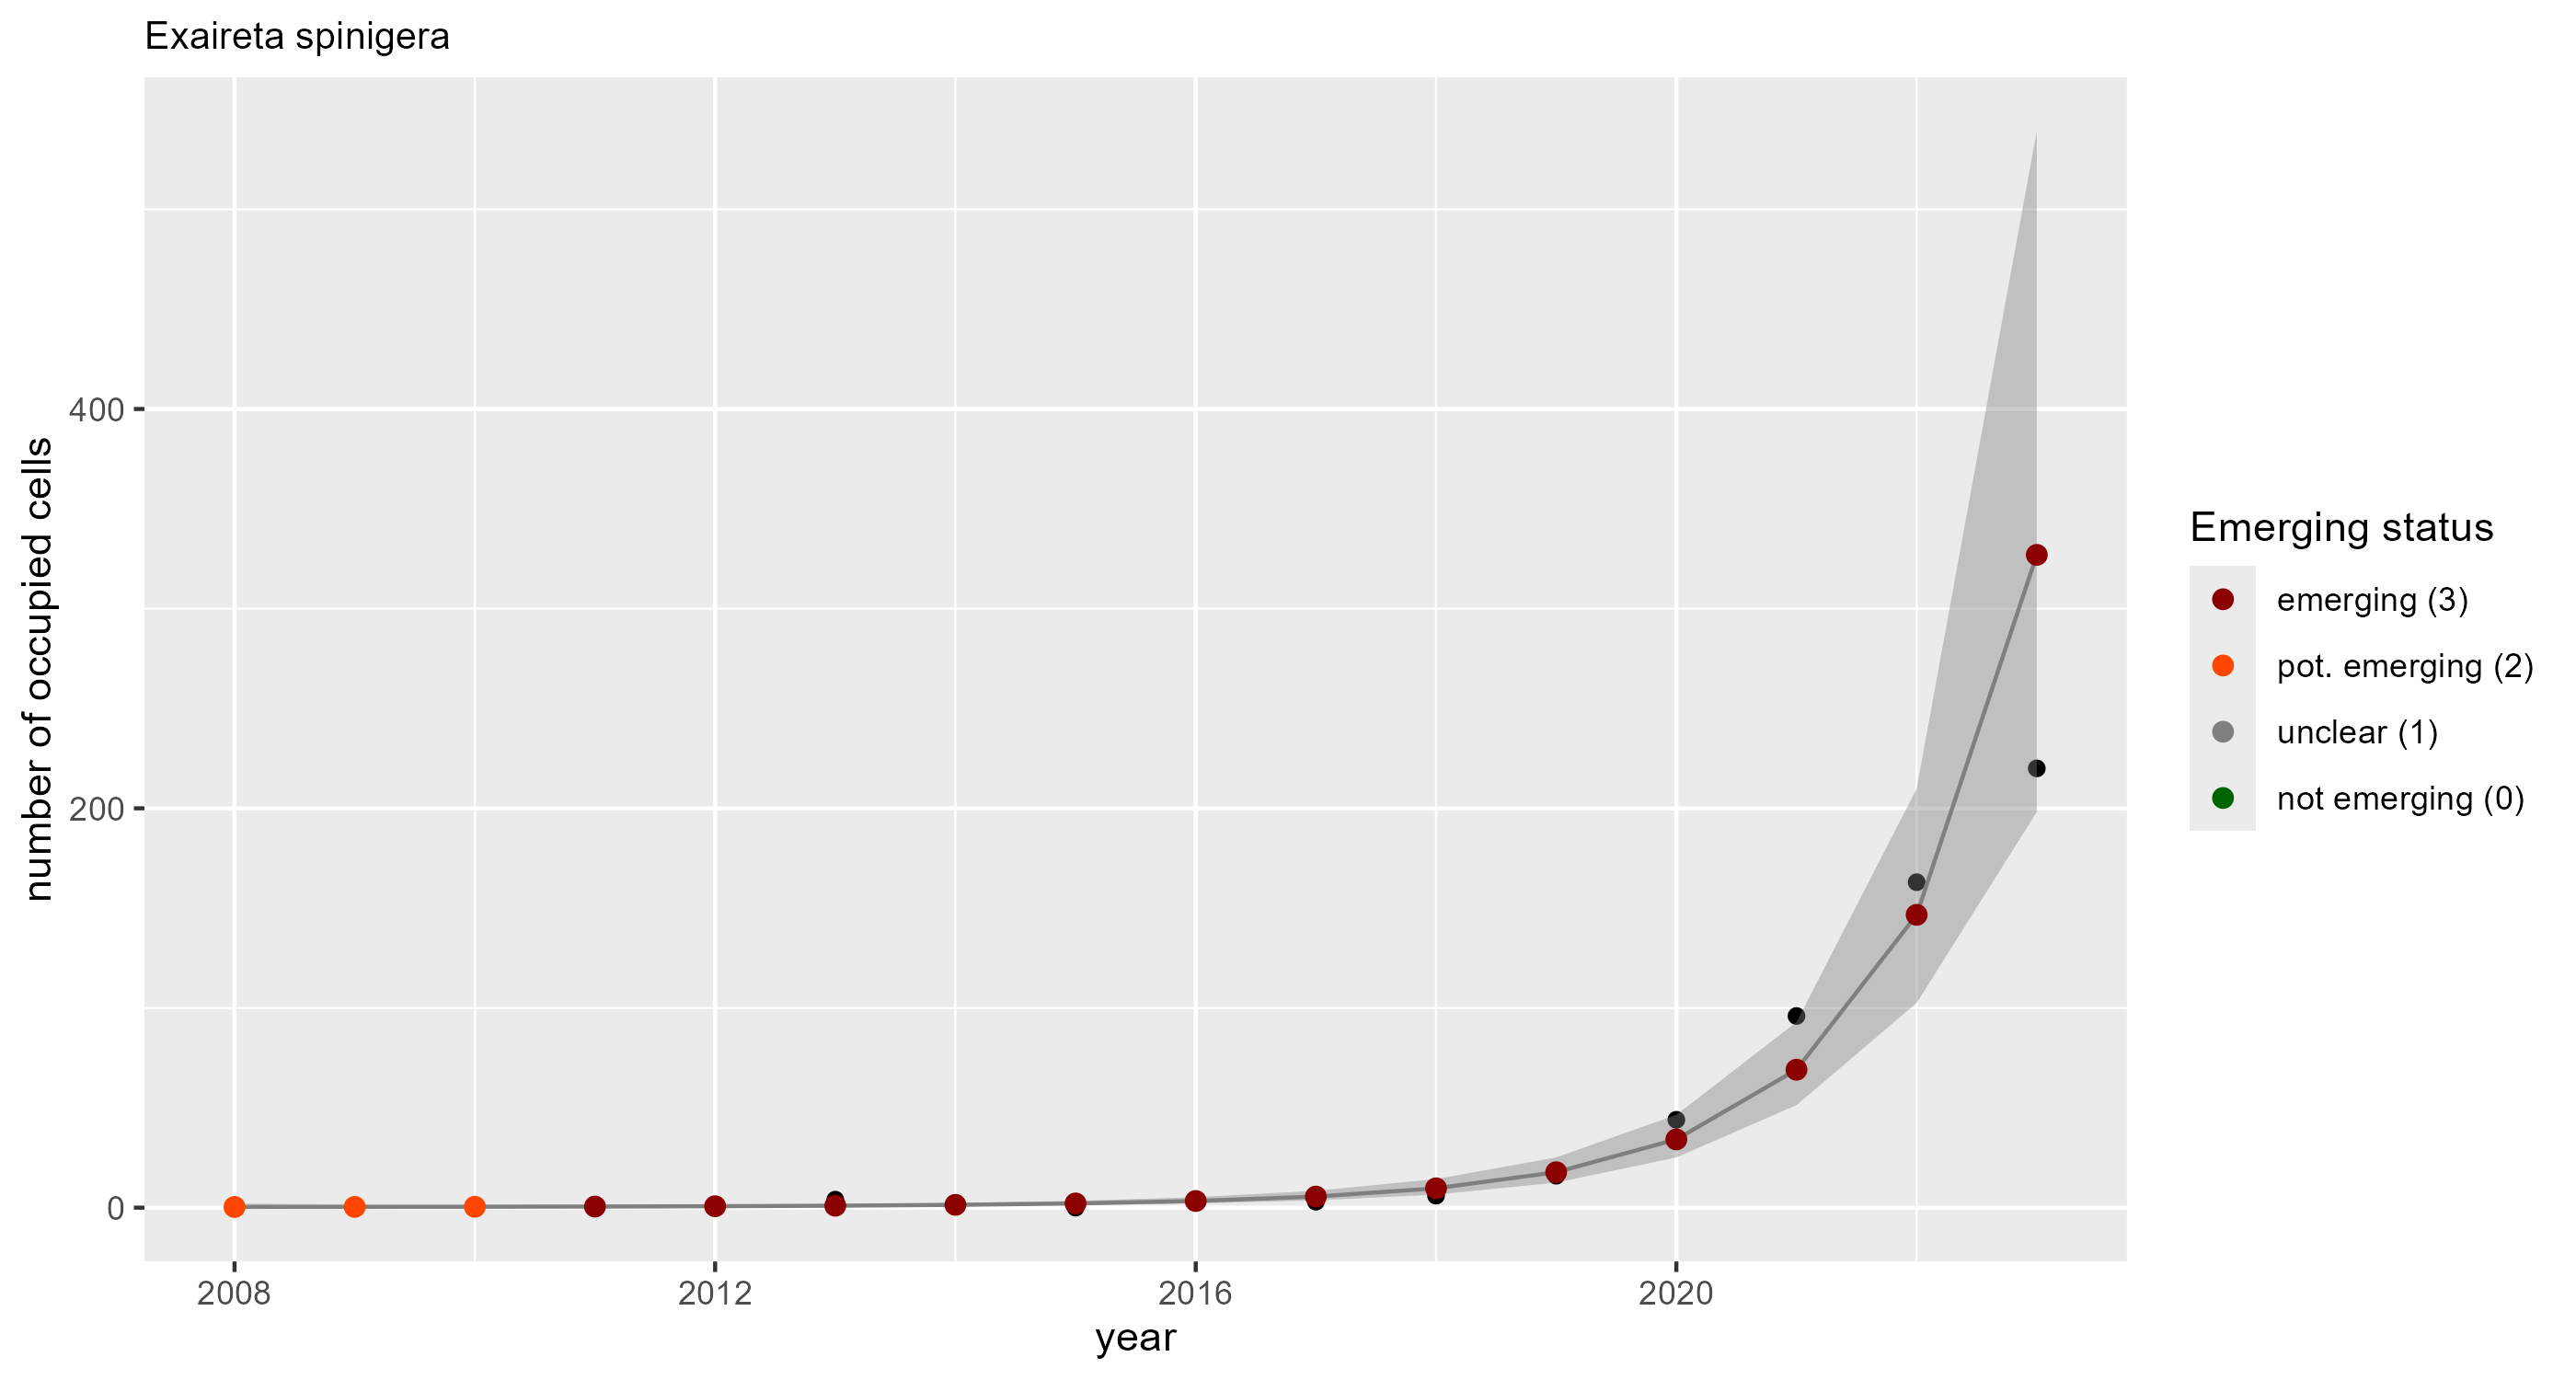 Exaireta spinigera
number of occupied cells
400
200
0
2008
2012
2016
2020
year
Emerging status
emerging (3)
pot. emerging (2)
unclear (1)
not emerging (0)